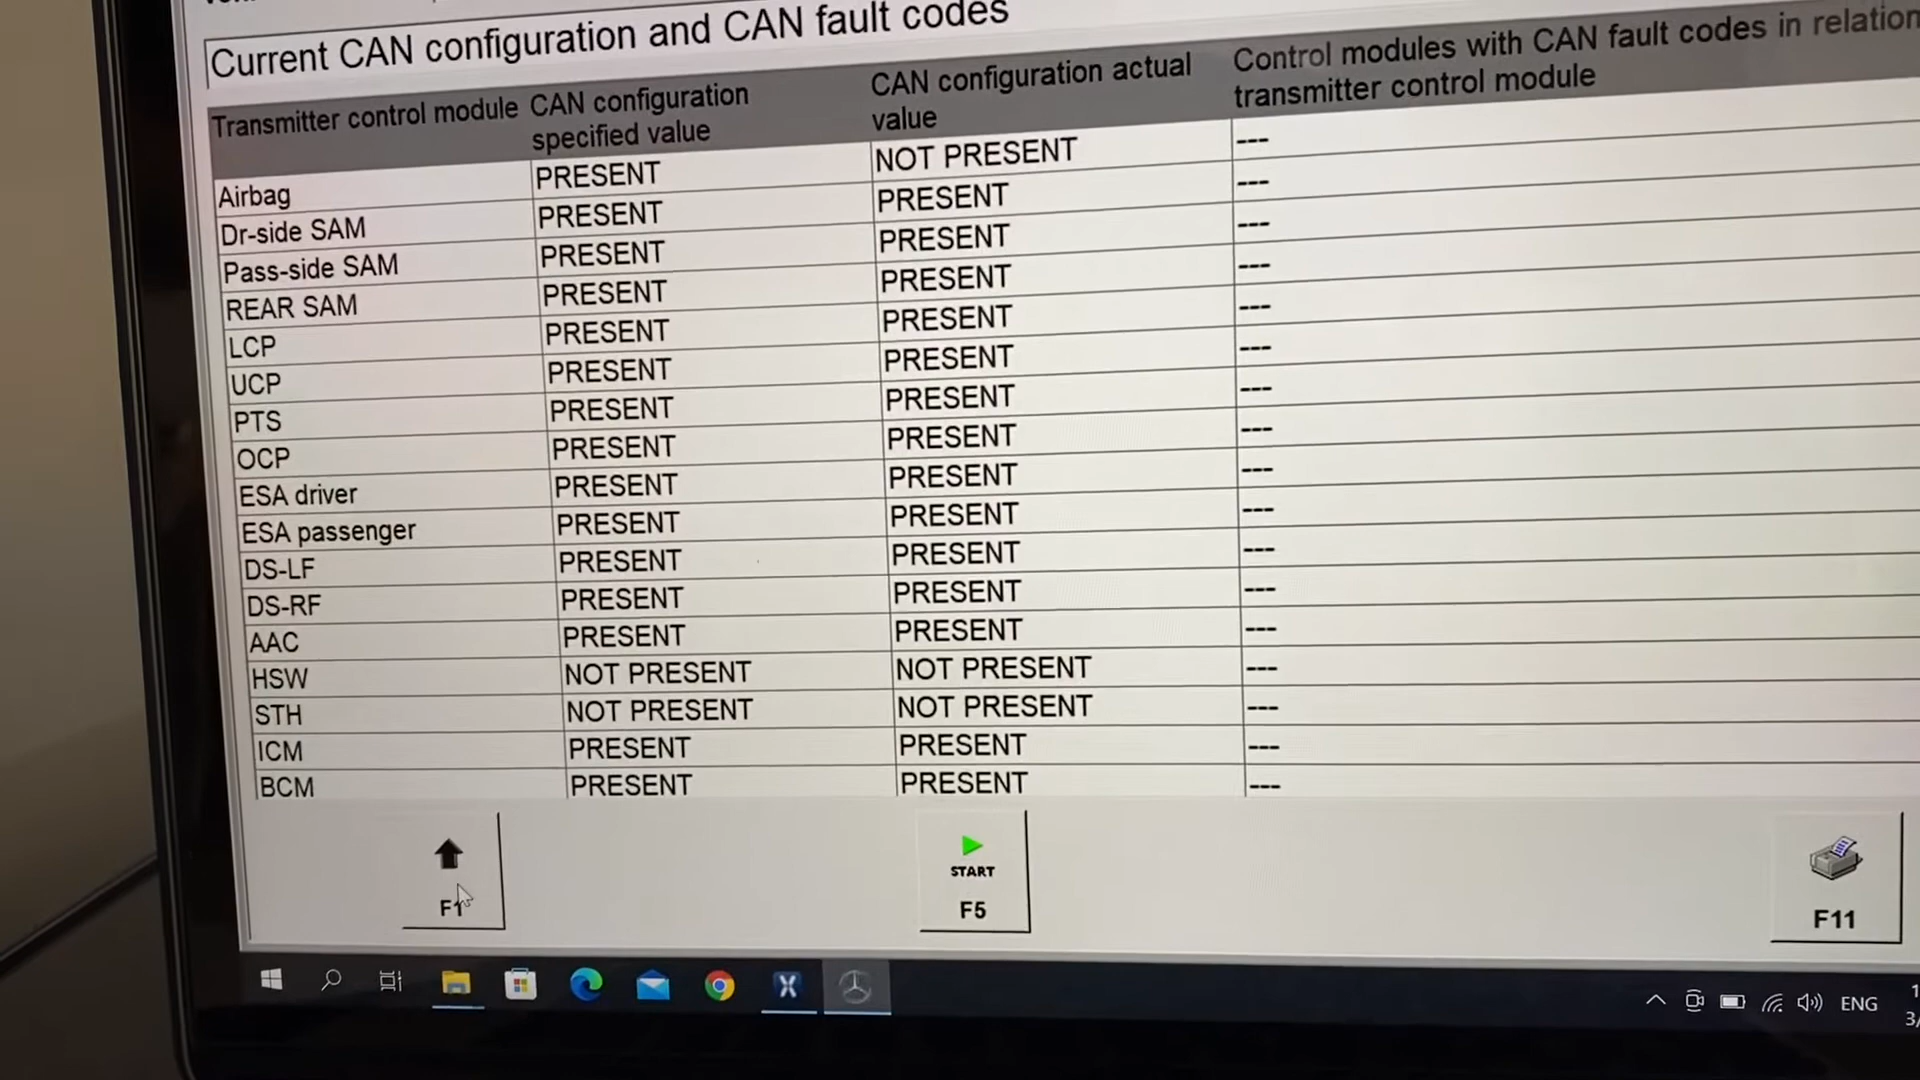 Current CAN configuration and CAN fault codes
Transmitter control module CAN configuration specified value CAN configuration actual value Control modules with CAN fault codes in relation transmitter control module
Airbag PRESENT NOT PRESENT ---
Dr-side SAM PRESENT PRESENT ---
Pass-side SAM PRESENT PRESENT ---
REAR SAM PRESENT PRESENT ---
LCP PRESENT PRESENT ---
UCP PRESENT PRESENT ---
PTS PRESENT PRESENT ---
OCP PRESENT PRESENT ---
ESA driver PRESENT PRESENT ---
ESA passenger PRESENT PRESENT ---
DS-LF PRESENT PRESENT ---
DS-RF PRESENT PRESENT ---
AAC PRESENT PRESENT ---
HSW NOT PRESENT NOT PRESENT ---
STH NOT PRESENT NOT PRESENT ---
ICM PRESENT PRESENT ---
BCM PRESENT PRESENT ---
START
F1 F5 F11
ENG